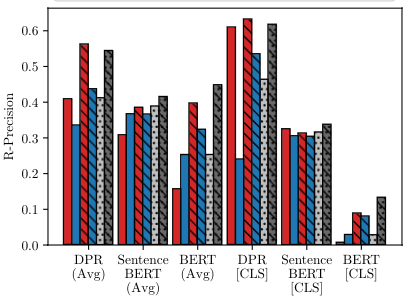 R-Precision
0.6
0.5
0.4
0.3
0.2
0.1
0.0
DPR
(Avg)
Sentence
BERT
(Avg)
BERT
(Avg)
DPR
[CLS]
Sentence
BERT
[CLS]
BERT
[CLS]